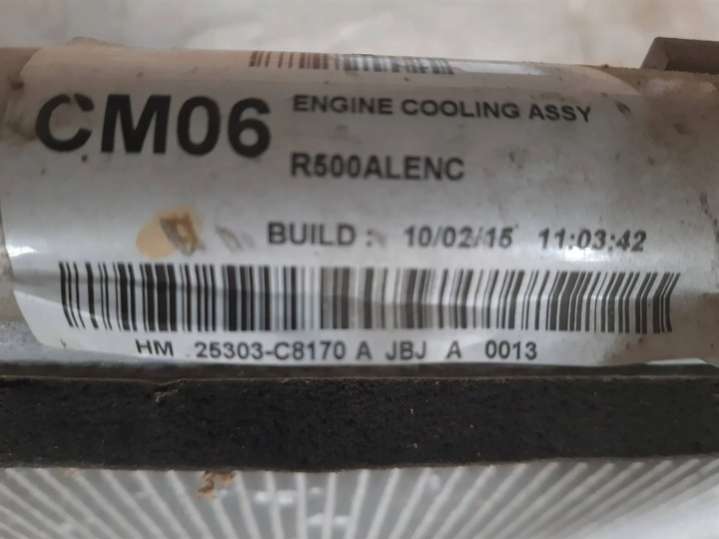 CM06
ENGINE COOLING ASSY
R500ALENC
BUILD : 10/02/15 11:03:42
HM 25303-C8170 A JBJ A 0013